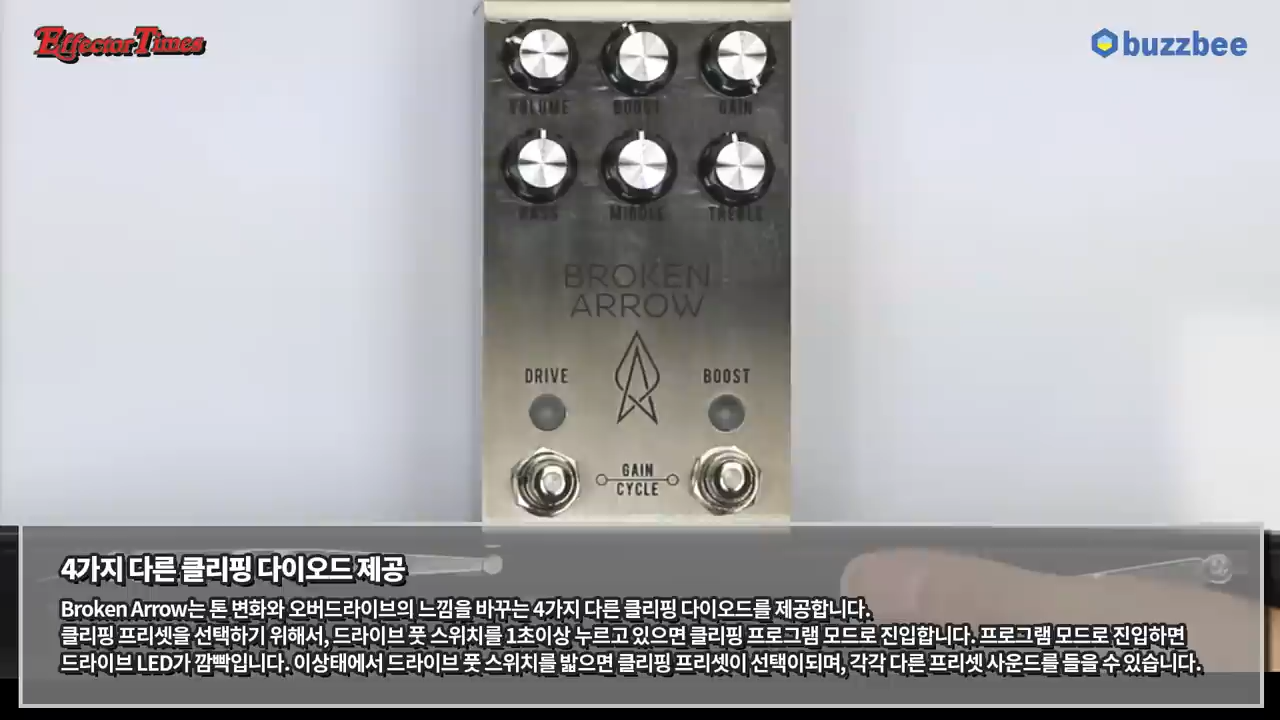 Effector Times
buzzbee
VOLUME BOOST GAIN
BASS MIDDLE TREBLE
BROKEN
ARROW
DRIVE BOOST
GAIN
CYCLE
4가지 다른 클리핑 다이오드 제공
Broken Arrow는 톤 변화와 오버드라이브의 느낌을 바꾸는 4가지 다른 클리핑 다이오드를 제공합니다.
클리핑 프리셋을 선택하기 위해서, 드라이브 풋 스위치를 1초이상 누르고 있으면 클리핑 프로그램 모드로 진입합니다. 프로그램 모드로 진입하면
드라이브 LED가 깜빡입니다. 이상태에서 드라이브 풋 스위치를 밟으면 클리핑 프리셋이 선택이되며, 각각 다른 프리셋 사운드를 들을 수 있습니다.